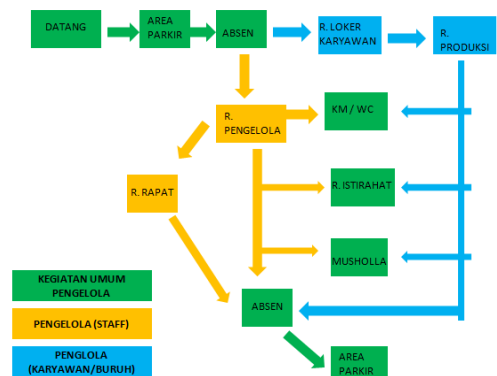 DATANG
AREA
PARKIR
ABSEN
R. LOKER
KARYAWAN
R.
PRODUKSI
R.
PENGELOLA
KM / WC
R. RAPAT
R. ISTIRAHAT
MUSHOLLA
ABSEN
AREA
PARKIR
KEGIATAN UMUM
PENGELOLA
PENGELOLA (STAFF)
PENGLOLA
(KARYAWAN/BURUH)